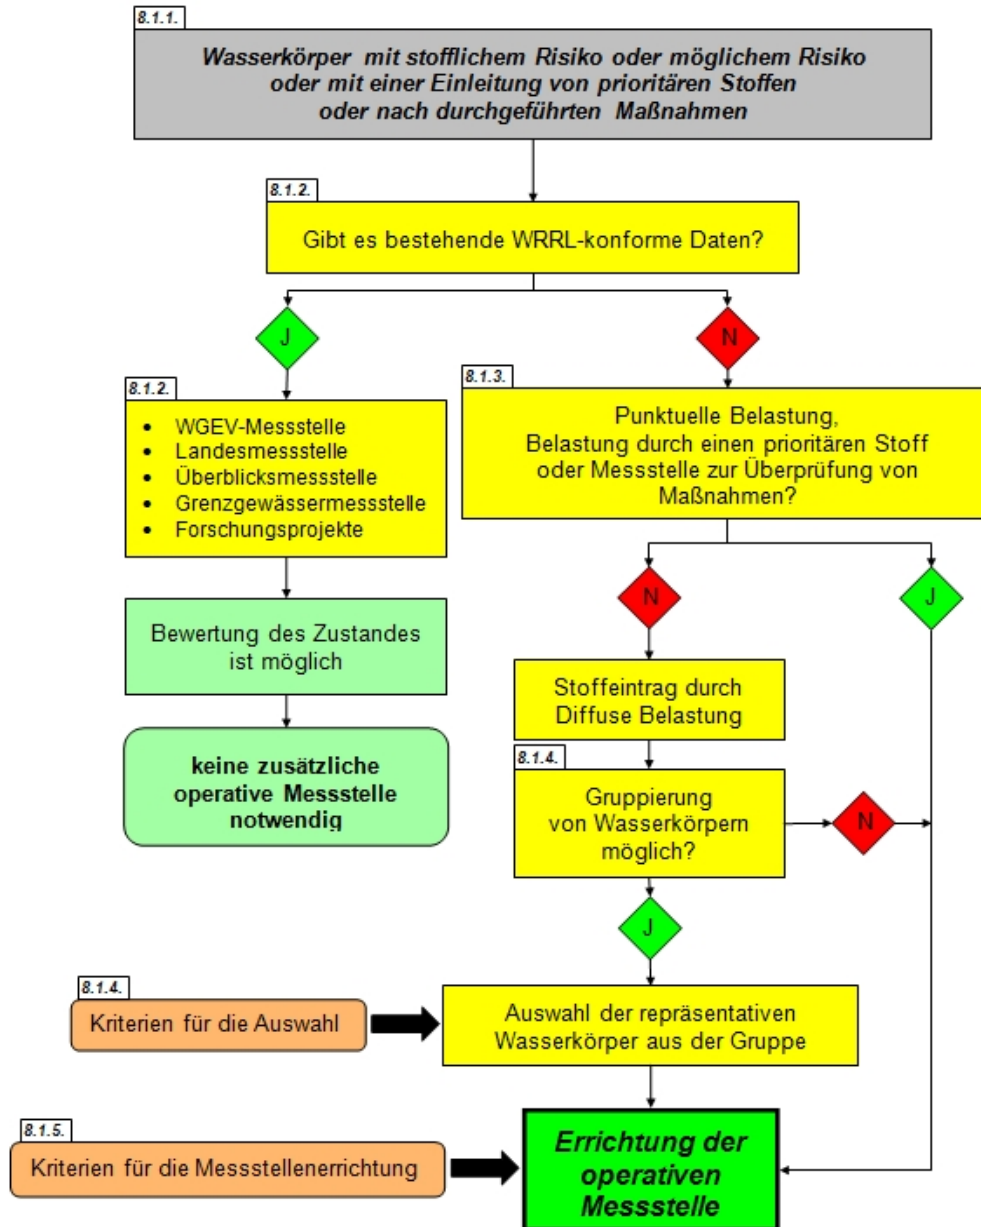 8.1.1.
Wasserkörper mit stofflichem Risiko oder möglichem Risiko
oder mit einer Einleitung von prioritären Stoffen
oder nach durchgeführten Maßnahmen
8.1.2.
Gibt es bestehende WRRL-konforme Daten?
J
N
8.1.2.
• WGEV-Messstelle
• Landesmessstelle
• Überblicksmessstelle
• Grenzgewässermessstelle
• Forschungsprojekte
8.1.3.
Punktuelle Belastung,
Belastung durch einen prioritären Stoff
oder Messstelle zur Überprüfung von
Maßnahmen?
N
J
Bewertung des Zustandes
ist möglich
Stoffeintrag durch
Diffuse Belastung
keine zusätzliche
operative Messstelle
notwendig
8.1.4.
Gruppierung
von Wasserkörpern
möglich?
N
J
8.1.4.
Kriterien für die Auswahl
Auswahl der repräsentativen
Wasserkörper aus der Gruppe
8.1.5.
Kriterien für die Messstellenerrichtung
Errichtung der
operativen
Messstelle